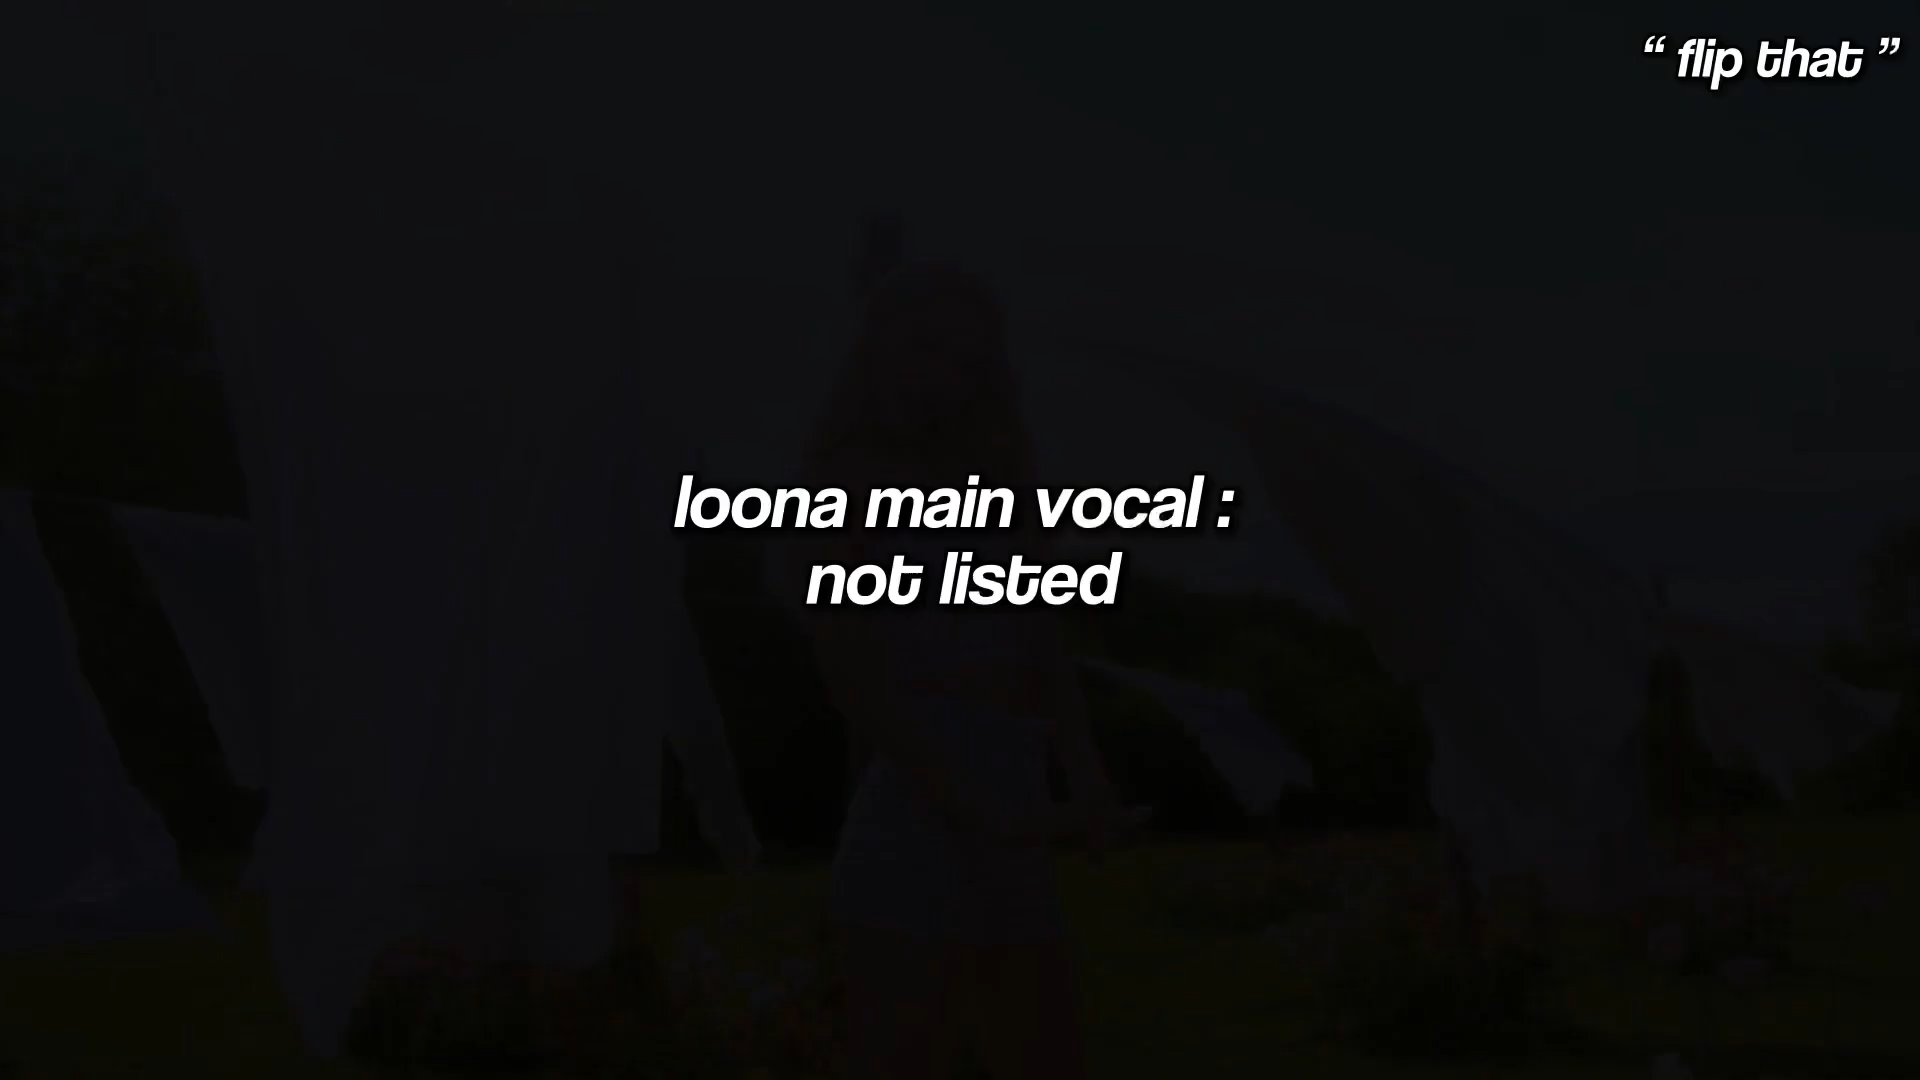 “ flip that ”
loona main vocal :
not listed